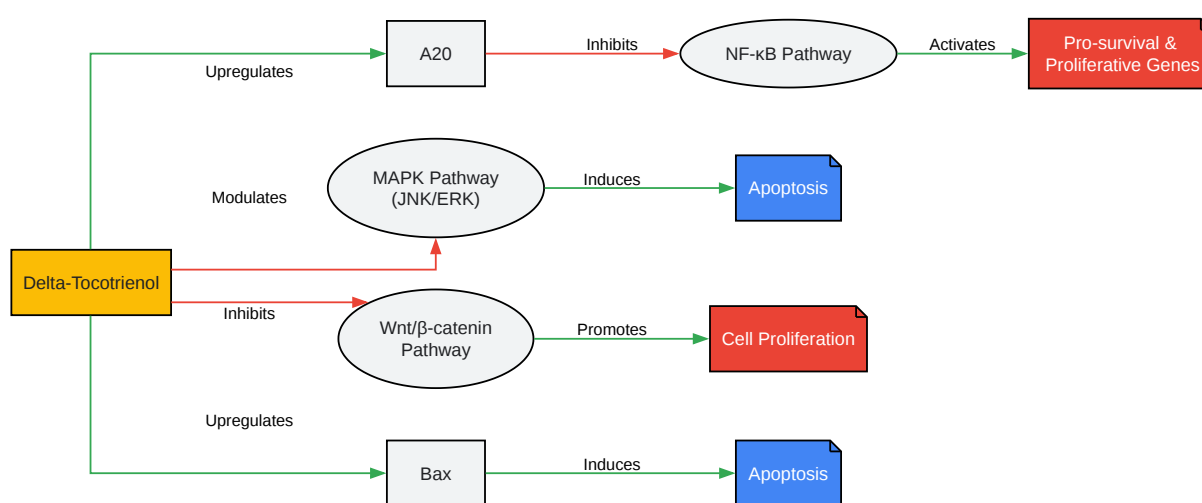 A20
Inhibits
NF-κB Pathway
Activates
Pro-survival &
Proliferative Genes
Upregulates
MAPK Pathway
(JNK/ERK)
Induces
Apoptosis
Modulates
Delta-Tocotrienol
Inhibits
Wnt/β-catenin
Pathway
Promotes
Cell Proliferation
Upregulates
Bax
Induces
Apoptosis